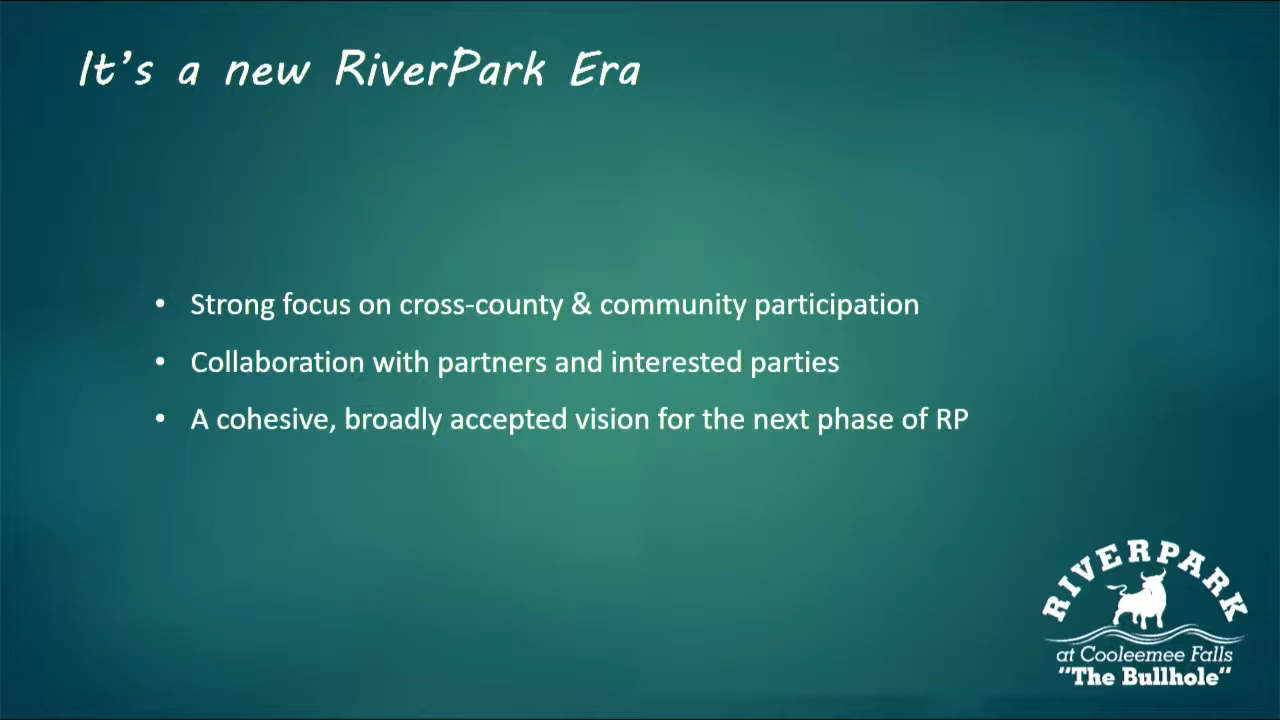 It's a new RiverPark Era
• Strong focus on cross-county & community participation
• Collaboration with partners and interested parties
• A cohesive, broadly accepted vision for the next phase of RP
RIVERPARK
at Cooleemee Falls
"The Bullhole"